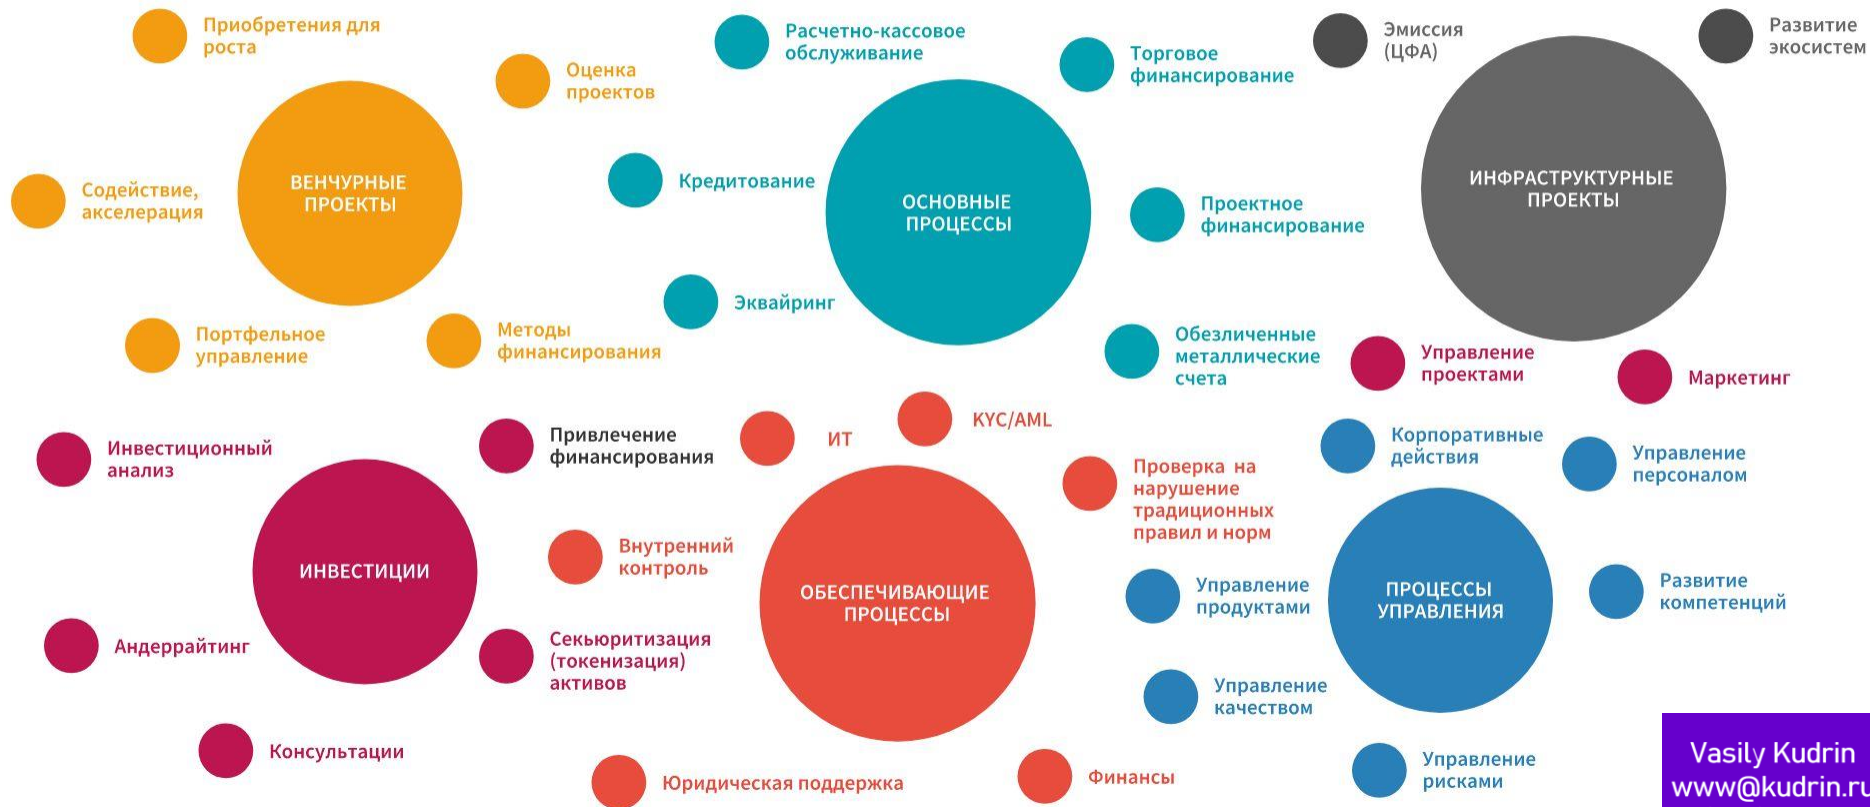 Приобретения для
роста
Оценка
проектов
ВЕНЧУРНЫЕ
ПРОЕКТЫ
Содействие,
акселерация
Портфельное
управление
Методы
финансирования
Расчетно-кассовое
обслуживание
Торговое
финансирование
Кредитование
ОСНОВНЫЕ
ПРОЦЕССЫ
Проектное
финансирование
Эквайринг
Обезличенные
металлические
счета
Эмиссия
(ЦФА)
Развитие
экосистем
ИНФРАСТРУКТУРНЫЕ
ПРОЕКТЫ
Управление
проектами
Маркетинг
Инвестиционный
анализ
Привлечение
финансирования
ИНВЕСТИЦИИ
Андеррайтинг
Секьюритизация
(токенизация)
активов
Консультации
ИТ
KYC/AML
Проверка на
нарушение
традиционных
правил и норм
Внутренний
контроль
ОБЕСПЕЧИВАЮЩИЕ
ПРОЦЕССЫ
Юридическая поддержка
Финансы
Корпоративные
действия
Управление
персоналом
Управление
продуктами
ПРОЦЕССЫ
УПРАВЛЕНИЯ
Развитие
компетенций
Управление
качеством
Управление
рисками
Vasily Kudrin
www@kudrin.ru